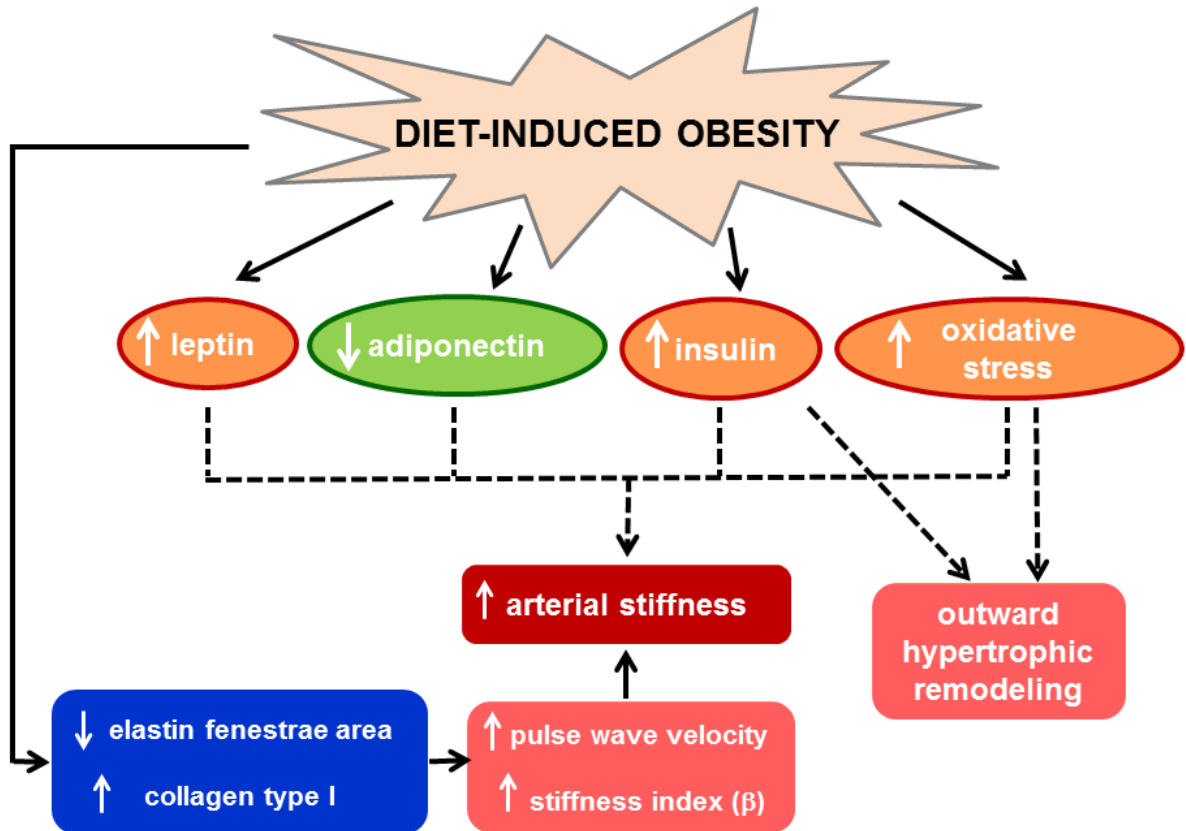 DIET-INDUCED OBESITY
↑ leptin
↓ adiponectin
↑ insulin
↑ oxidative
stress
↑ arterial stiffness
outward
hypertrophic
remodeling
↓ elastin fenestrae area
↑ collagen type I
↑ pulse wave velocity
↑ stiffness index (β)